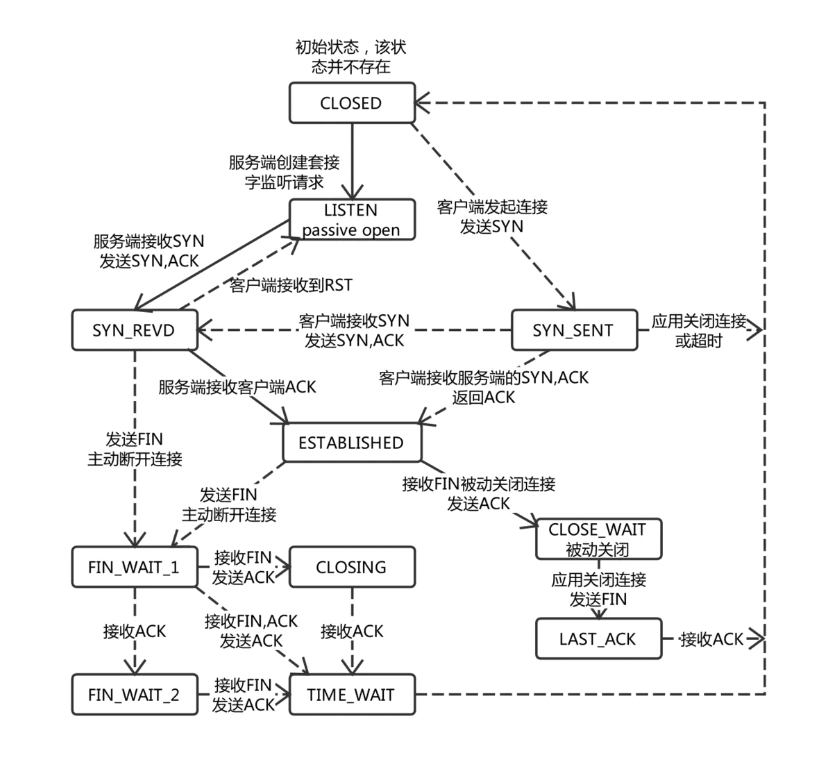 初始状态，该状
态并不存在
CLOSED
服务端创建套接
字监听请求
LISTEN
passive open
客户端发起连接
发送SYN
服务端接收SYN
发送SYN,ACK
客户端接收到RST
SYN_REVD
客户端接收SYN
发送SYN,ACK
SYN_SENT
应用关闭连接
或超时
服务端接收客户端ACK
客户端接收服务端的SYN,ACK
返回ACK
发送FIN
主动断开连接
ESTABLISHED
发送FIN
主动断开连接
接收FIN被动关闭连接
发送ACK
CLOSE_WAIT
被动关闭
FIN_WAIT_1
接收FIN
发送ACK
CLOSING
应用关闭连接
发送FIN
接收ACK
接收FIN,ACK
发送ACK
接收ACK
LAST_ACK
接收ACK
FIN_WAIT_2
接收FIN
发送ACK
TIME_WAIT